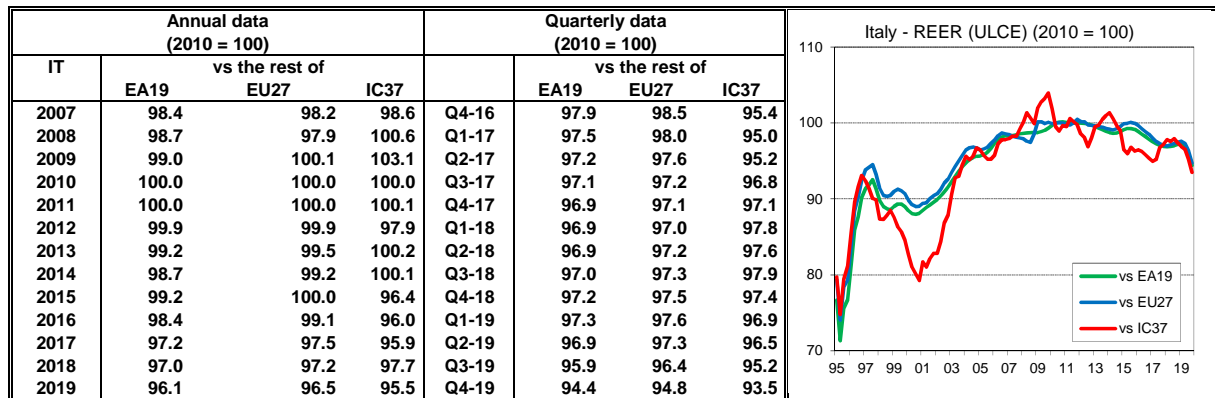 Annual data Quarterly data
(2010 = 100) (2010 = 100)
IT vs the rest of vs the rest of
EA19 EU27 IC37 EA19 EU27 IC37
2007 98.4 98.2 98.6 Q4-16 97.9 98.5 95.4
2008 98.7 97.9 100.6 Q1-17 97.5 98.0 95.0
2009 99.0 100.1 103.1 Q2-17 97.2 97.6 95.2
2010 100.0 100.0 100.0 Q3-17 97.1 97.2 96.8
2011 100.0 100.0 100.1 Q4-17 96.9 97.1 97.1
2012 99.9 99.9 97.9 Q1-18 96.9 97.0 97.8
2013 99.2 99.5 100.2 Q2-18 96.9 97.2 97.6
2014 98.7 99.2 100.1 Q3-18 97.0 97.3 97.9
2015 99.2 100.0 96.4 Q4-18 97.2 97.5 97.4
2016 98.4 99.1 96.0 Q1-19 97.3 97.6 96.9
2017 97.2 97.5 95.9 Q2-19 96.9 97.3 96.5
2018 97.0 97.2 97.7 Q3-19 95.9 96.4 95.2
2019 96.1 96.5 95.5 Q4-19 94.4 94.8 93.5
Italy - REER (ULCE) (2010 = 100)
110
100
90
80
70
vs EA19
vs EU27
vs IC37
95 97 99 01 03 05 07 09 11 13 15 17 19